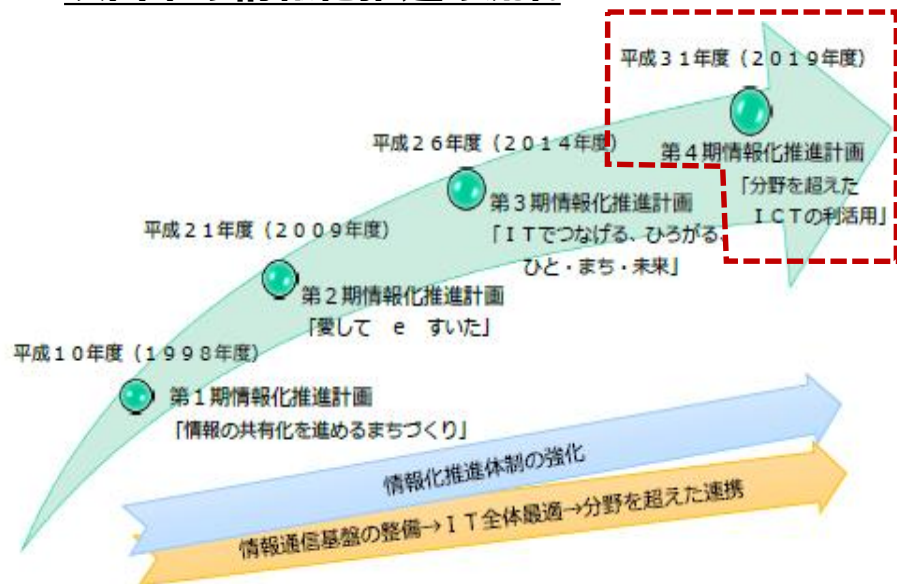 平成31年度（2019年度）
第4期情報化推進計画
「分野を超えた
ICTの利活用」
平成26年度（2014年度）
第3期情報化推進計画
「ITでつなげる、ひろがる、
ひと・まち・未来」
平成21年度（2009年度）
第2期情報化推進計画
「愛して　e　すいた」
平成10年度（1998年度）
第1期情報化推進計画
「情報の共有化を進めるまちづくり」
情報化推進体制の強化
情報通信基盤の整備→IT全体最適→分野を超えた連携